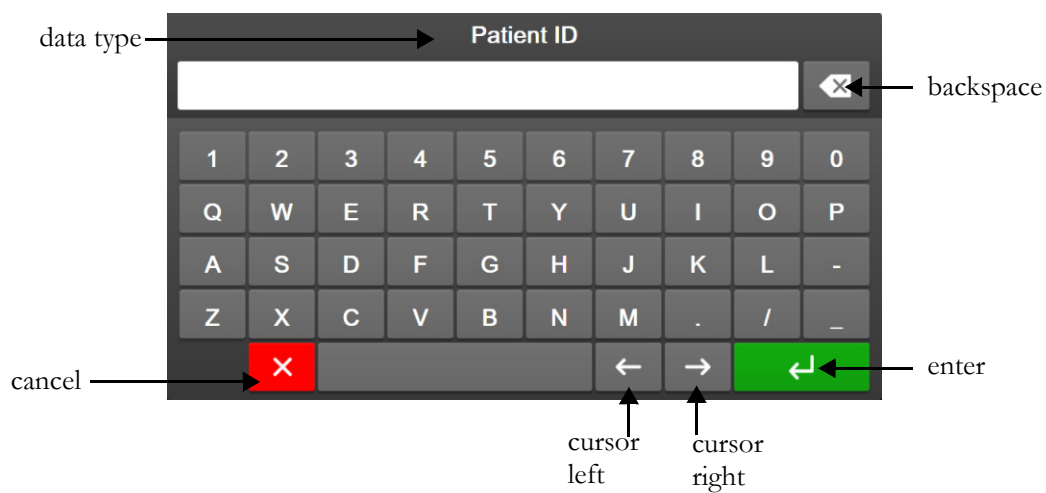 data type
Patient ID
backspace
1 2 3 4 5 6 7 8 9 0
Q W E R T Y U I O P
A S D F G H J K L -
Z X C V B N M . / _
cancel
enter
cursor left
cursor right